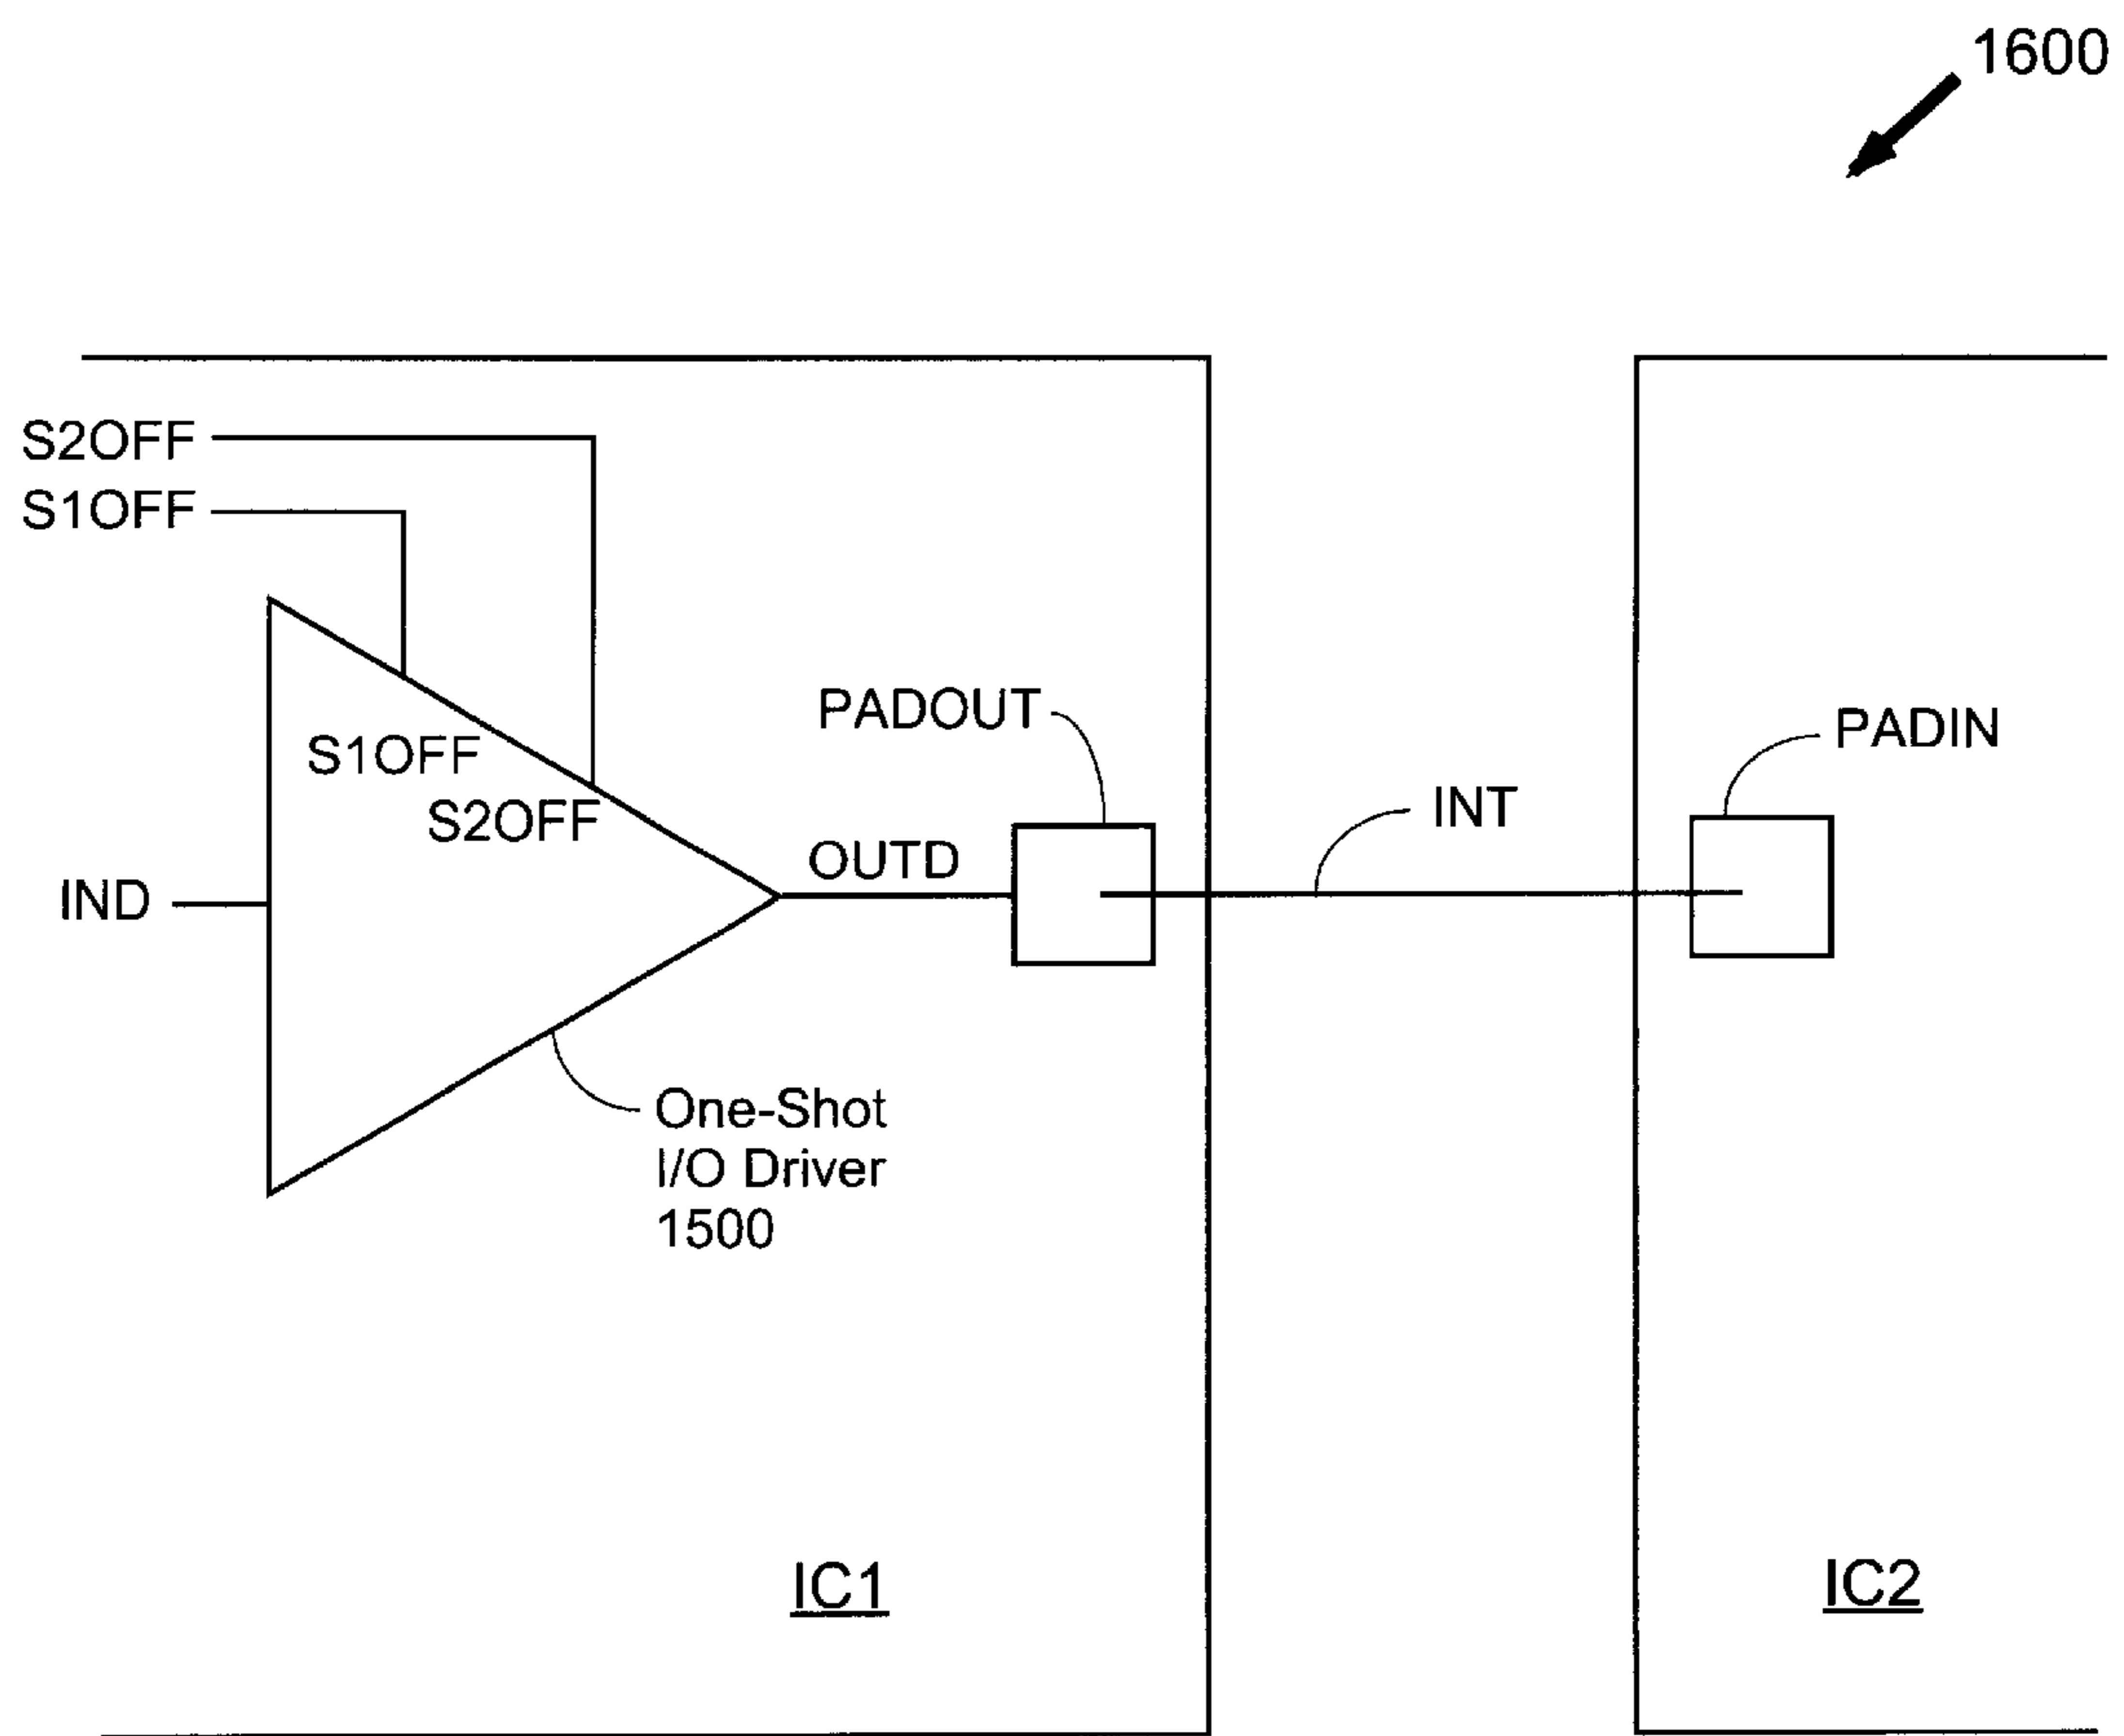 1600
S2OFF
S1OFF
PADOUT
PADIN
S1OFF
INT
S2OFF
OUTD
IND
One-Shot
I/O Driver
1500
IC1
IC2